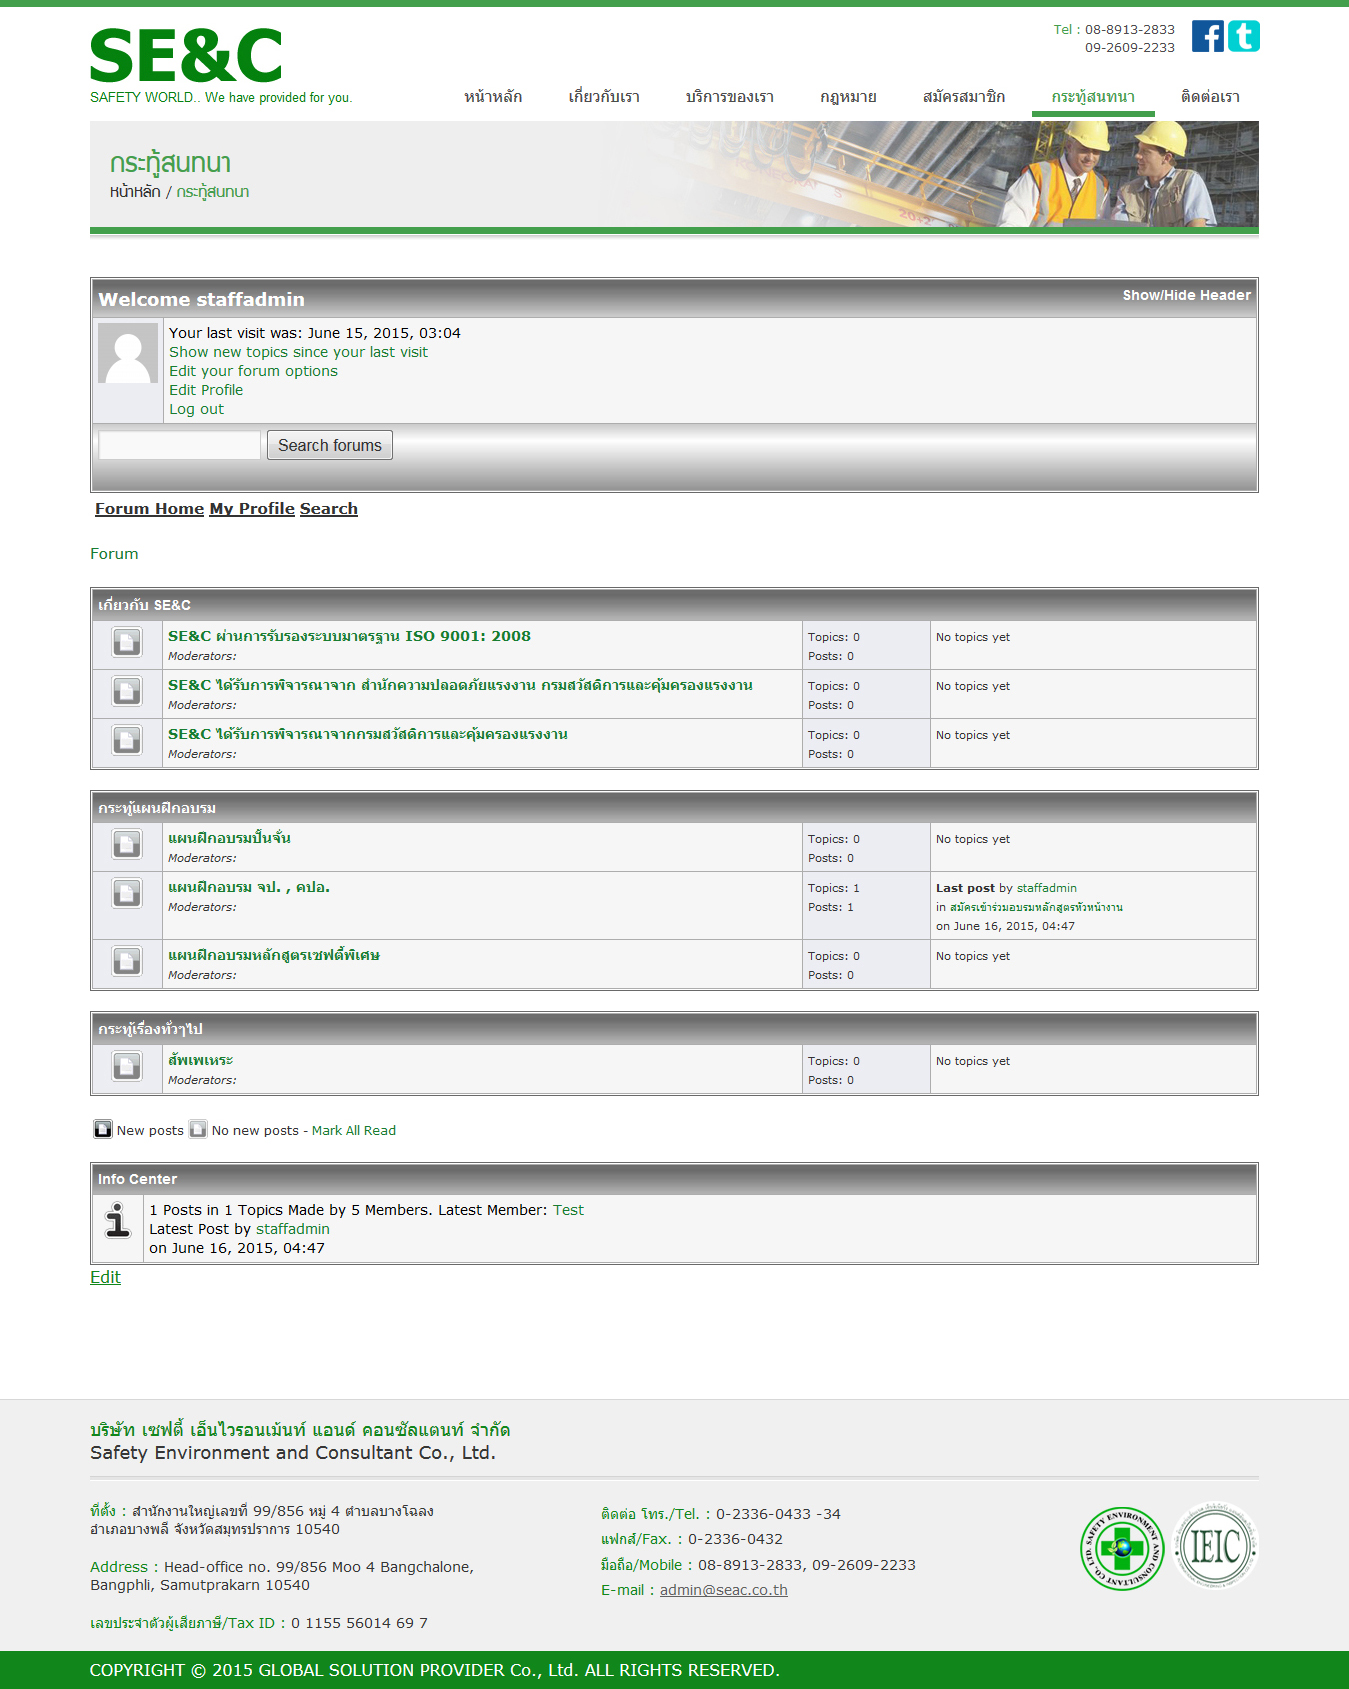 SE&C
SAFETY WORLD.. We have provided for you.
Tel : 08-8913-2833
09-2609-2233
หน้าหลัก เกี่ยวกับเรา บริการของเรา กฎหมาย สมัครสมาชิก กระทู้สนทนา ติดต่อเรา
กระทู้สนทนา
หน้าหลัก / กระทู้สนทนา
Welcome staffadmin
Show/Hide Header
Your last visit was: June 15, 2015, 03:04
Show new topics since your last visit
Edit your forum options
Edit Profile
Log out
Search forums
Forum Home My Profile Search
Forum
เกี่ยวกับ SE&C
SE&C ผ่านการรับรองระบบมาตรฐาน ISO 9001: 2008
Moderators:
Topics: 0
Posts: 0
No topics yet
SE&C ได้รับการพิจารณาจาก สำนักความปลอดภัยแรงงาน กรมสวัสดิการและคุ้มครองแรงงาน
Moderators:
Topics: 0
Posts: 0
No topics yet
SE&C ได้รับการพิจารณาจากกรมสวัสดิการและคุ้มครองแรงงาน
Moderators:
Topics: 0
Posts: 0
No topics yet
กระทู้แผนฝึกอบรม
แผนฝึกอบรมปั้นจั่น
Moderators:
Topics: 0
Posts: 0
No topics yet
แผนฝึกอบรม จป. , คปอ.
Moderators:
Topics: 1
Posts: 1
Last post by staffadmin
in สมัครเข้าร่วมอบรมหลักสูตรหัวหน้างาน
on June 16, 2015, 04:47
แผนฝึกอบรมหลักสูตรเซฟตี้พิเศษ
Moderators:
Topics: 0
Posts: 0
No topics yet
กระทู้เรื่องทั่วๆไป
สัพเพเหระ
Moderators:
Topics: 0
Posts: 0
No topics yet
New posts No new posts - Mark All Read
Info Center
1 Posts in 1 Topics Made by 5 Members. Latest Member: Test
Latest Post by staffadmin
on June 16, 2015, 04:47
Edit
บริษัท เซฟตี้ เอ็นไวรอนเม้นท์ แอนด์ คอนซัลแตนท์ จำกัด
Safety Environment and Consultant Co., Ltd.
ที่ตั้ง : สำนักงานใหญ่เลขที่ 99/856 หมู่ 4 ตำบลบางโฉลง
อำเภอบางพลี จังหวัดสมุทรปราการ 10540
Address : Head-office no. 99/856 Moo 4 Bangchalone,
Bangphli, Samutprakarn 10540
เลขประจำตัวผู้เสียภาษี/Tax ID : 0 1155 56014 69 7
ติดต่อ โทร./Tel. : 0-2336-0433 -34
แฟกส์/Fax. : 0-2336-0432
มือถือ/Mobile : 08-8913-2833, 09-2609-2233
E-mail : admin@seac.co.th
SAFETY ENVIRONMENT AND CONSULTANT CO., LTD.
IEIC
COPYRIGHT © 2015 GLOBAL SOLUTION PROVIDER Co., Ltd. ALL RIGHTS RESERVED.